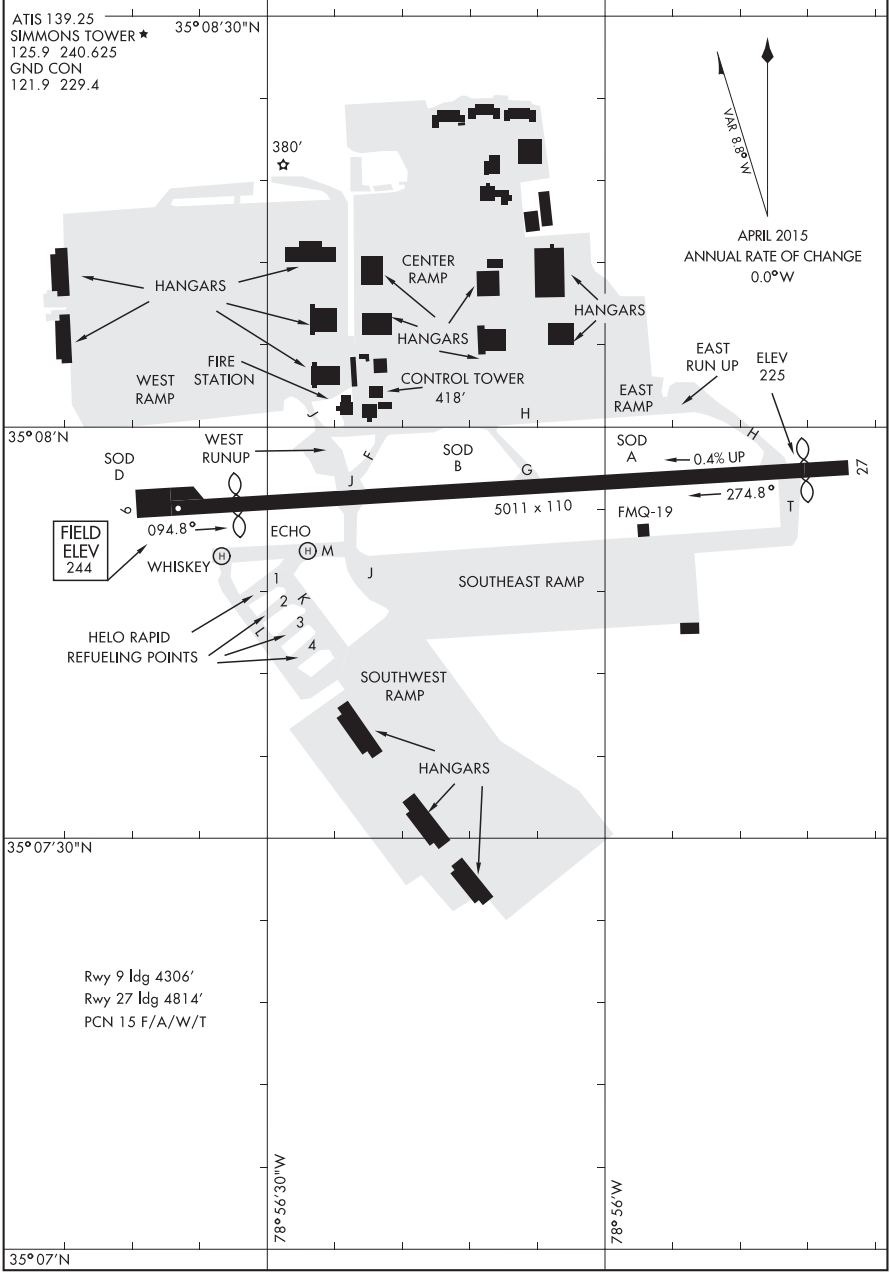 ATIS 139.25
SIMMONS TOWER ★
125.9 240.625
GND CON
121.9 229.4
35°08'30"N
380'
VAR 8.8° W
APRIL 2015
ANNUAL RATE OF CHANGE
0.0° W
HANGARS
CENTER
RAMP
HANGARS
HANGARS
FIRE
STATION
WEST
RAMP
CONTROL TOWER
418'
EAST
RUN UP
ELEV
225
EAST
RAMP
J
H
H
35°08'N
WEST
RUNUP
SOD
D
F
SOD
B
SOD
A
0.4% UP
J
G
27
274.8°
9
094.8°
5011 x 110
FMQ-19
T
FIELD
ELEV
244
ECHO
WHISKEY
H
H
M
J
SOUTHEAST RAMP
1
2
K
3
4
L
HELO RAPID
REFUELING POINTS
SOUTHWEST
RAMP
HANGARS
35°07'30"N
Rwy 9 ldg 4306'
Rwy 27 ldg 4814'
PCN 15 F/A/W/T
78°56'30"W
78°56'W
35°07'N